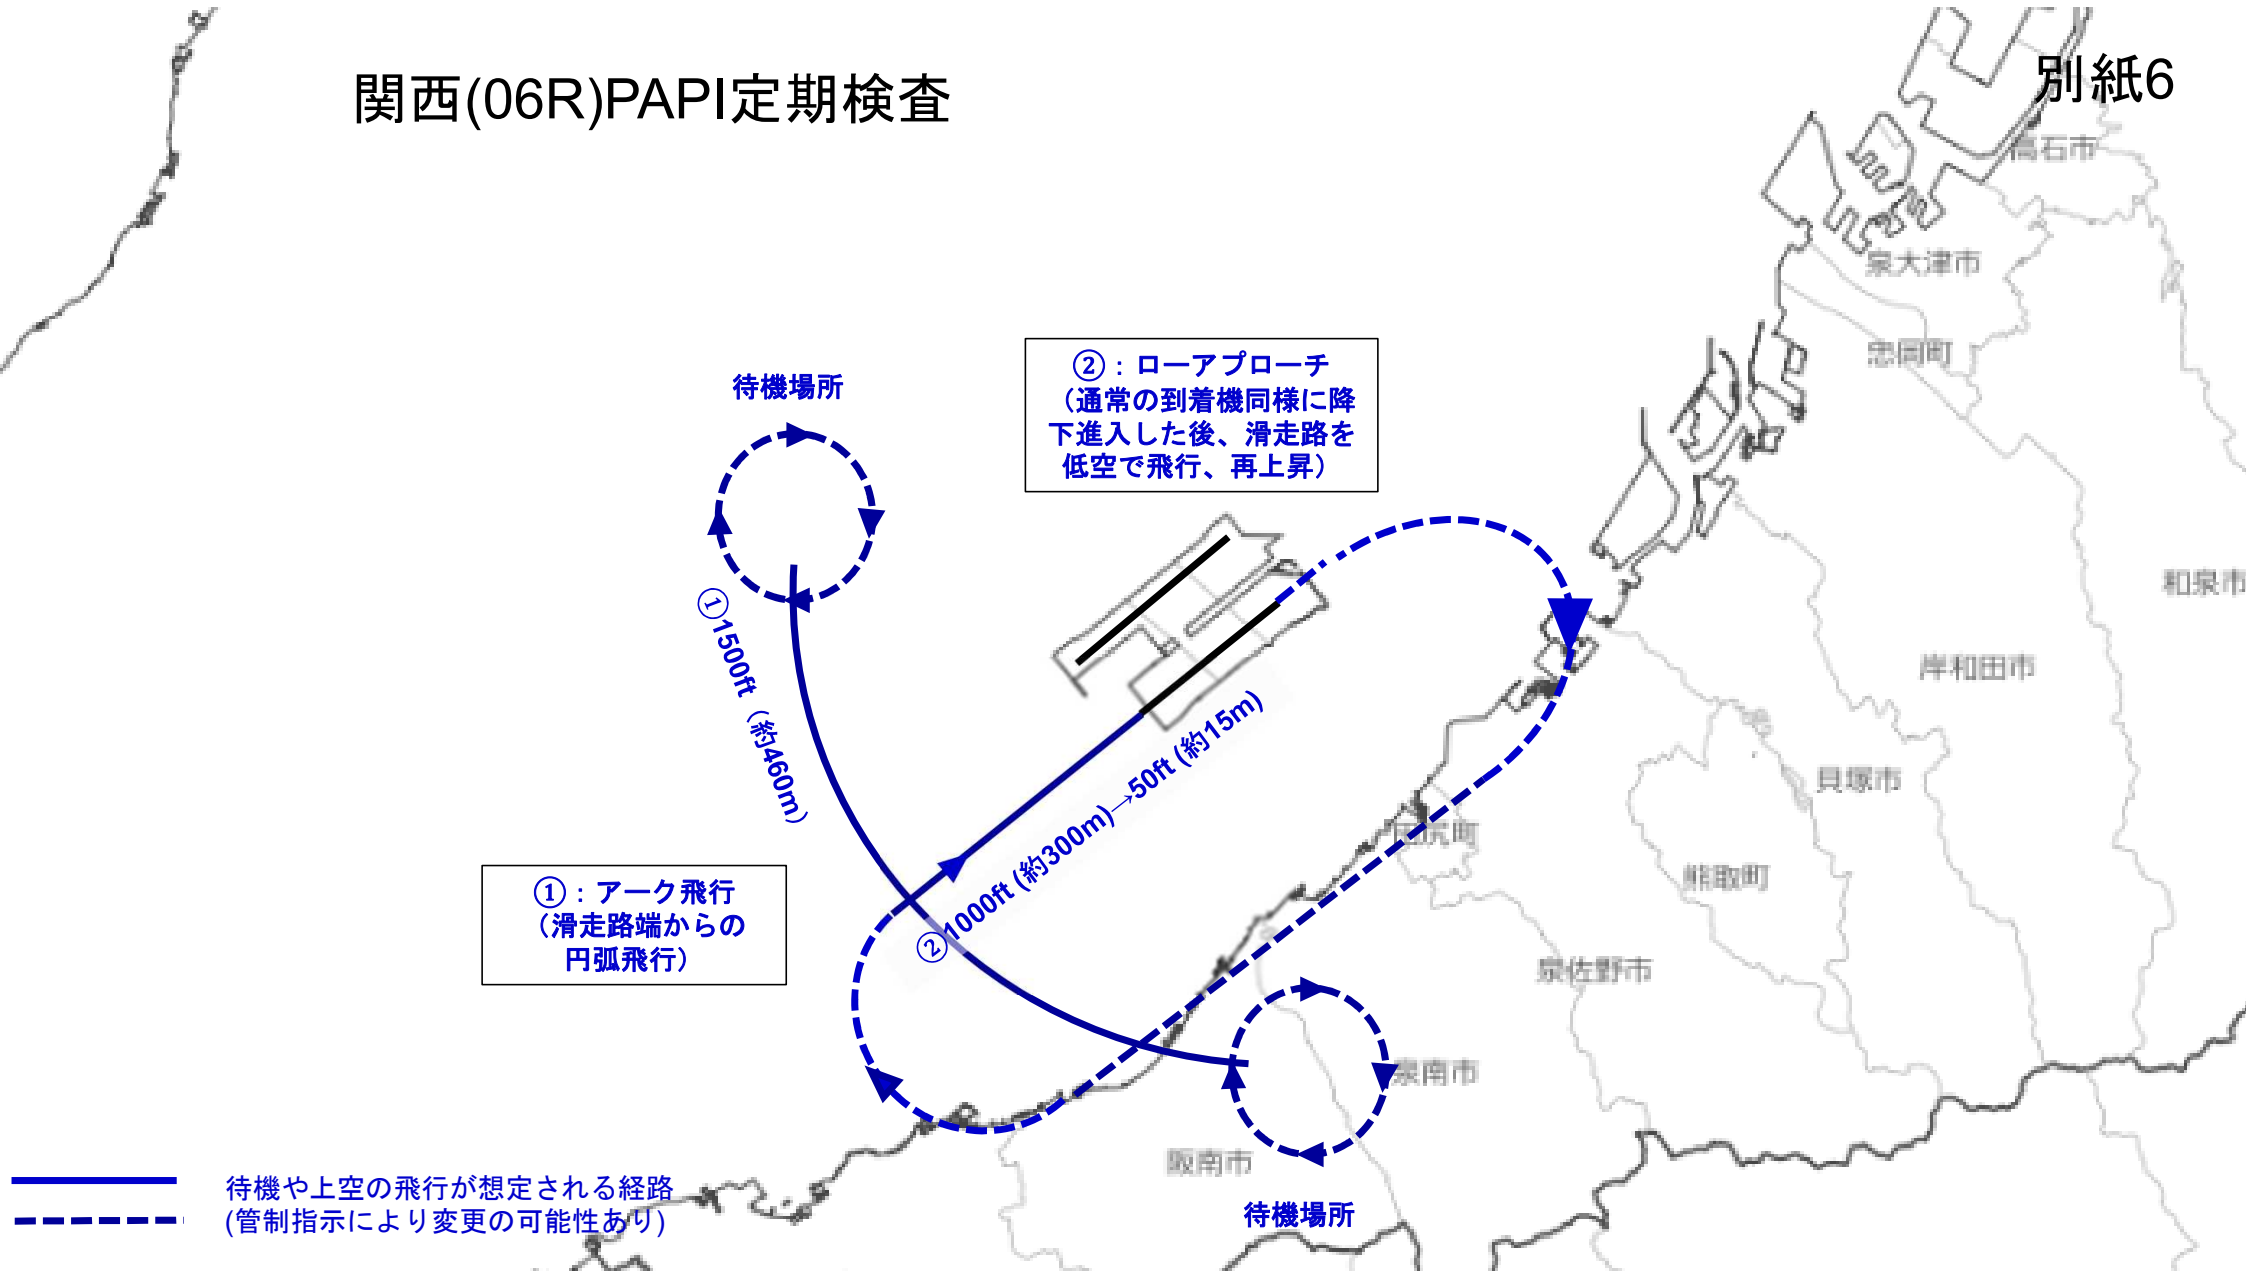 関西(06R)PAPI定期検査
別紙6
高石市
泉大津市
忠岡町
待機場所
②:ローアプローチ
(通常の到着機同様に降
下進入した後、滑走路を
低空で飛行、再上昇)
和泉市
岸和田市
①1500ft(約460m)
②1000ft (約300m)→50ft (約15m)
貝塚市
田尻町
熊取町
①:アーク飛行
(滑走路端からの
円弧飛行)
泉佐野市
泉南市
阪南市
待機場所
待機や上空の飛行が想定される経路
(管制指示により変更の可能性あり)